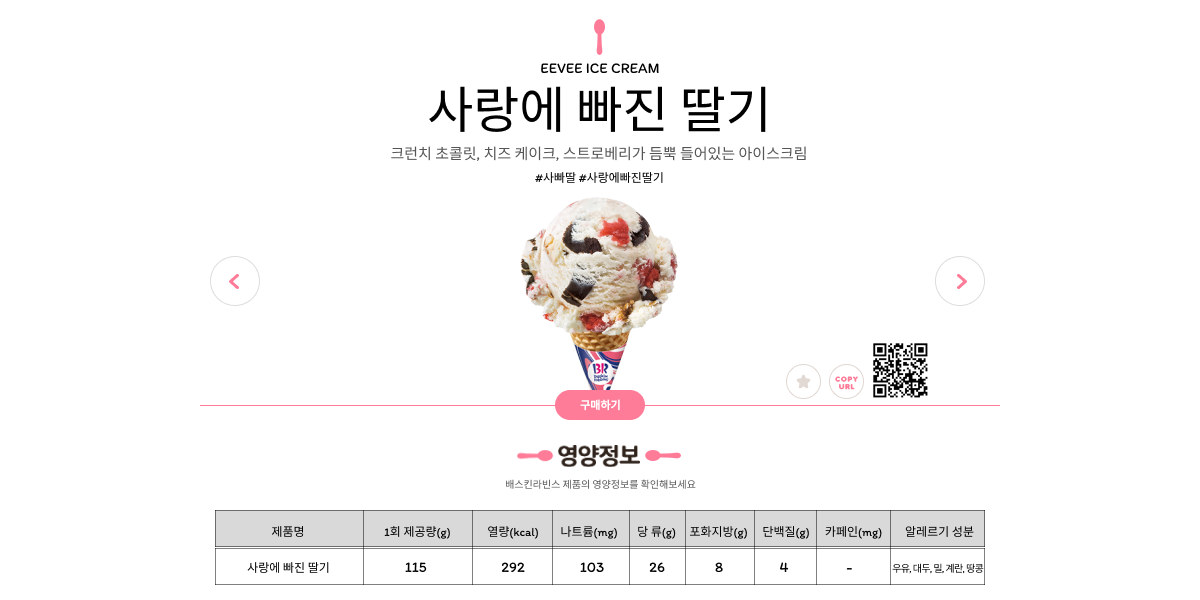 EEVEE ICE CREAM
사랑에 빠진 딸기
크런치 초콜릿, 치즈 케이크, 스트로베리가 듬뿍 들어있는 아이스크림
#사빠딸 #사랑에빠진딸기
BR
COPY
URL
구매하기
영양정보
배스킨라빈스 제품의 영양정보를 확인해보세요
제품명 1회 제공량(g) 열량(kcal) 나트륨(mg) 당 류(g) 포화지방(g) 단백질(g) 카페인(mg) 알레르기 성분
사랑에 빠진 딸기 115 292 103 26 8 4 - 우유, 대두, 밀, 계란, 땅콩